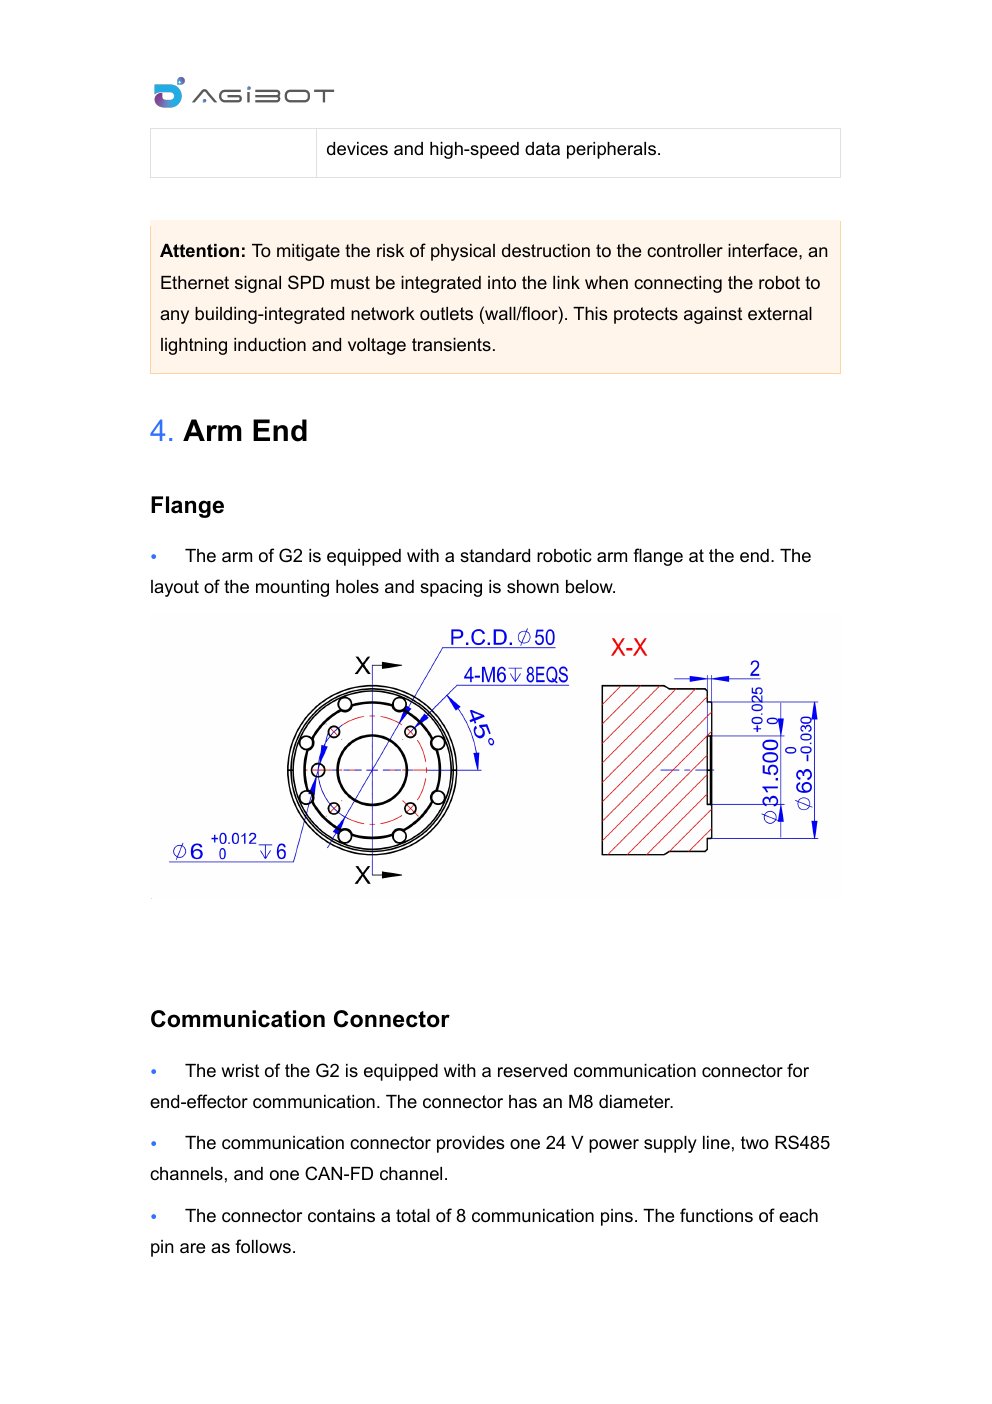 AGIBOT
devices and high-speed data peripherals.
Attention: To mitigate the risk of physical destruction to the controller interface, an
Ethernet signal SPD must be integrated into the link when connecting the robot to
any building-integrated network outlets (wall/floor). This protects against external
lightning induction and voltage transients.
4. Arm End
Flange
• The arm of G2 is equipped with a standard robotic arm flange at the end. The
layout of the mounting holes and spacing is shown below.
P.C.D.∅50
X
4-M6↧8EQS
45°
∅6 +0.012 0 ↧6
X
X-X
2
∅31.500 +0.025 0
∅63 0 -0.030
Communication Connector
• The wrist of the G2 is equipped with a reserved communication connector for
end-effector communication. The connector has an M8 diameter.
• The communication connector provides one 24 V power supply line, two RS485
channels, and one CAN-FD channel.
• The connector contains a total of 8 communication pins. The functions of each
pin are as follows.